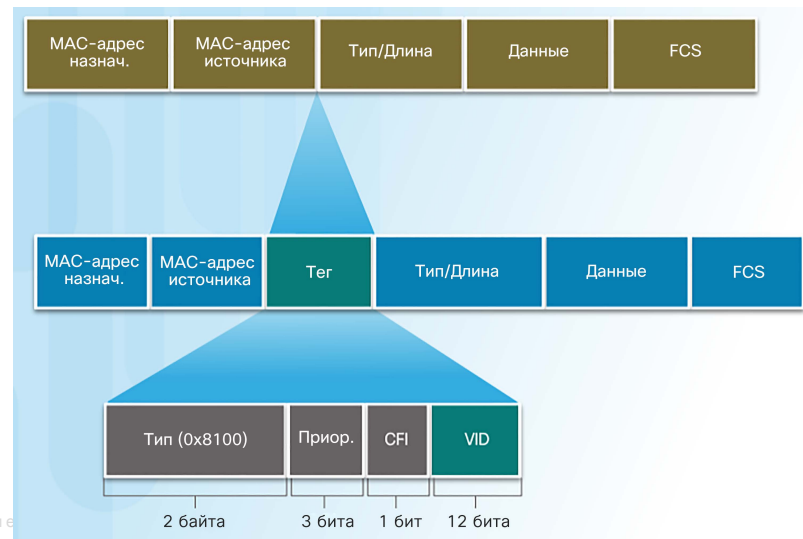 MAC-адрес назнач.
MAC-адрес источника
Тип/Длина
Данные
FCS
MAC-адрес назнач.
MAC-адрес источника
Тег
Тип/Длина
Данные
FCS
Тип (0x8100)
Приор.
CFI
VID
2 байта
3 бита
1 бит
12 бита